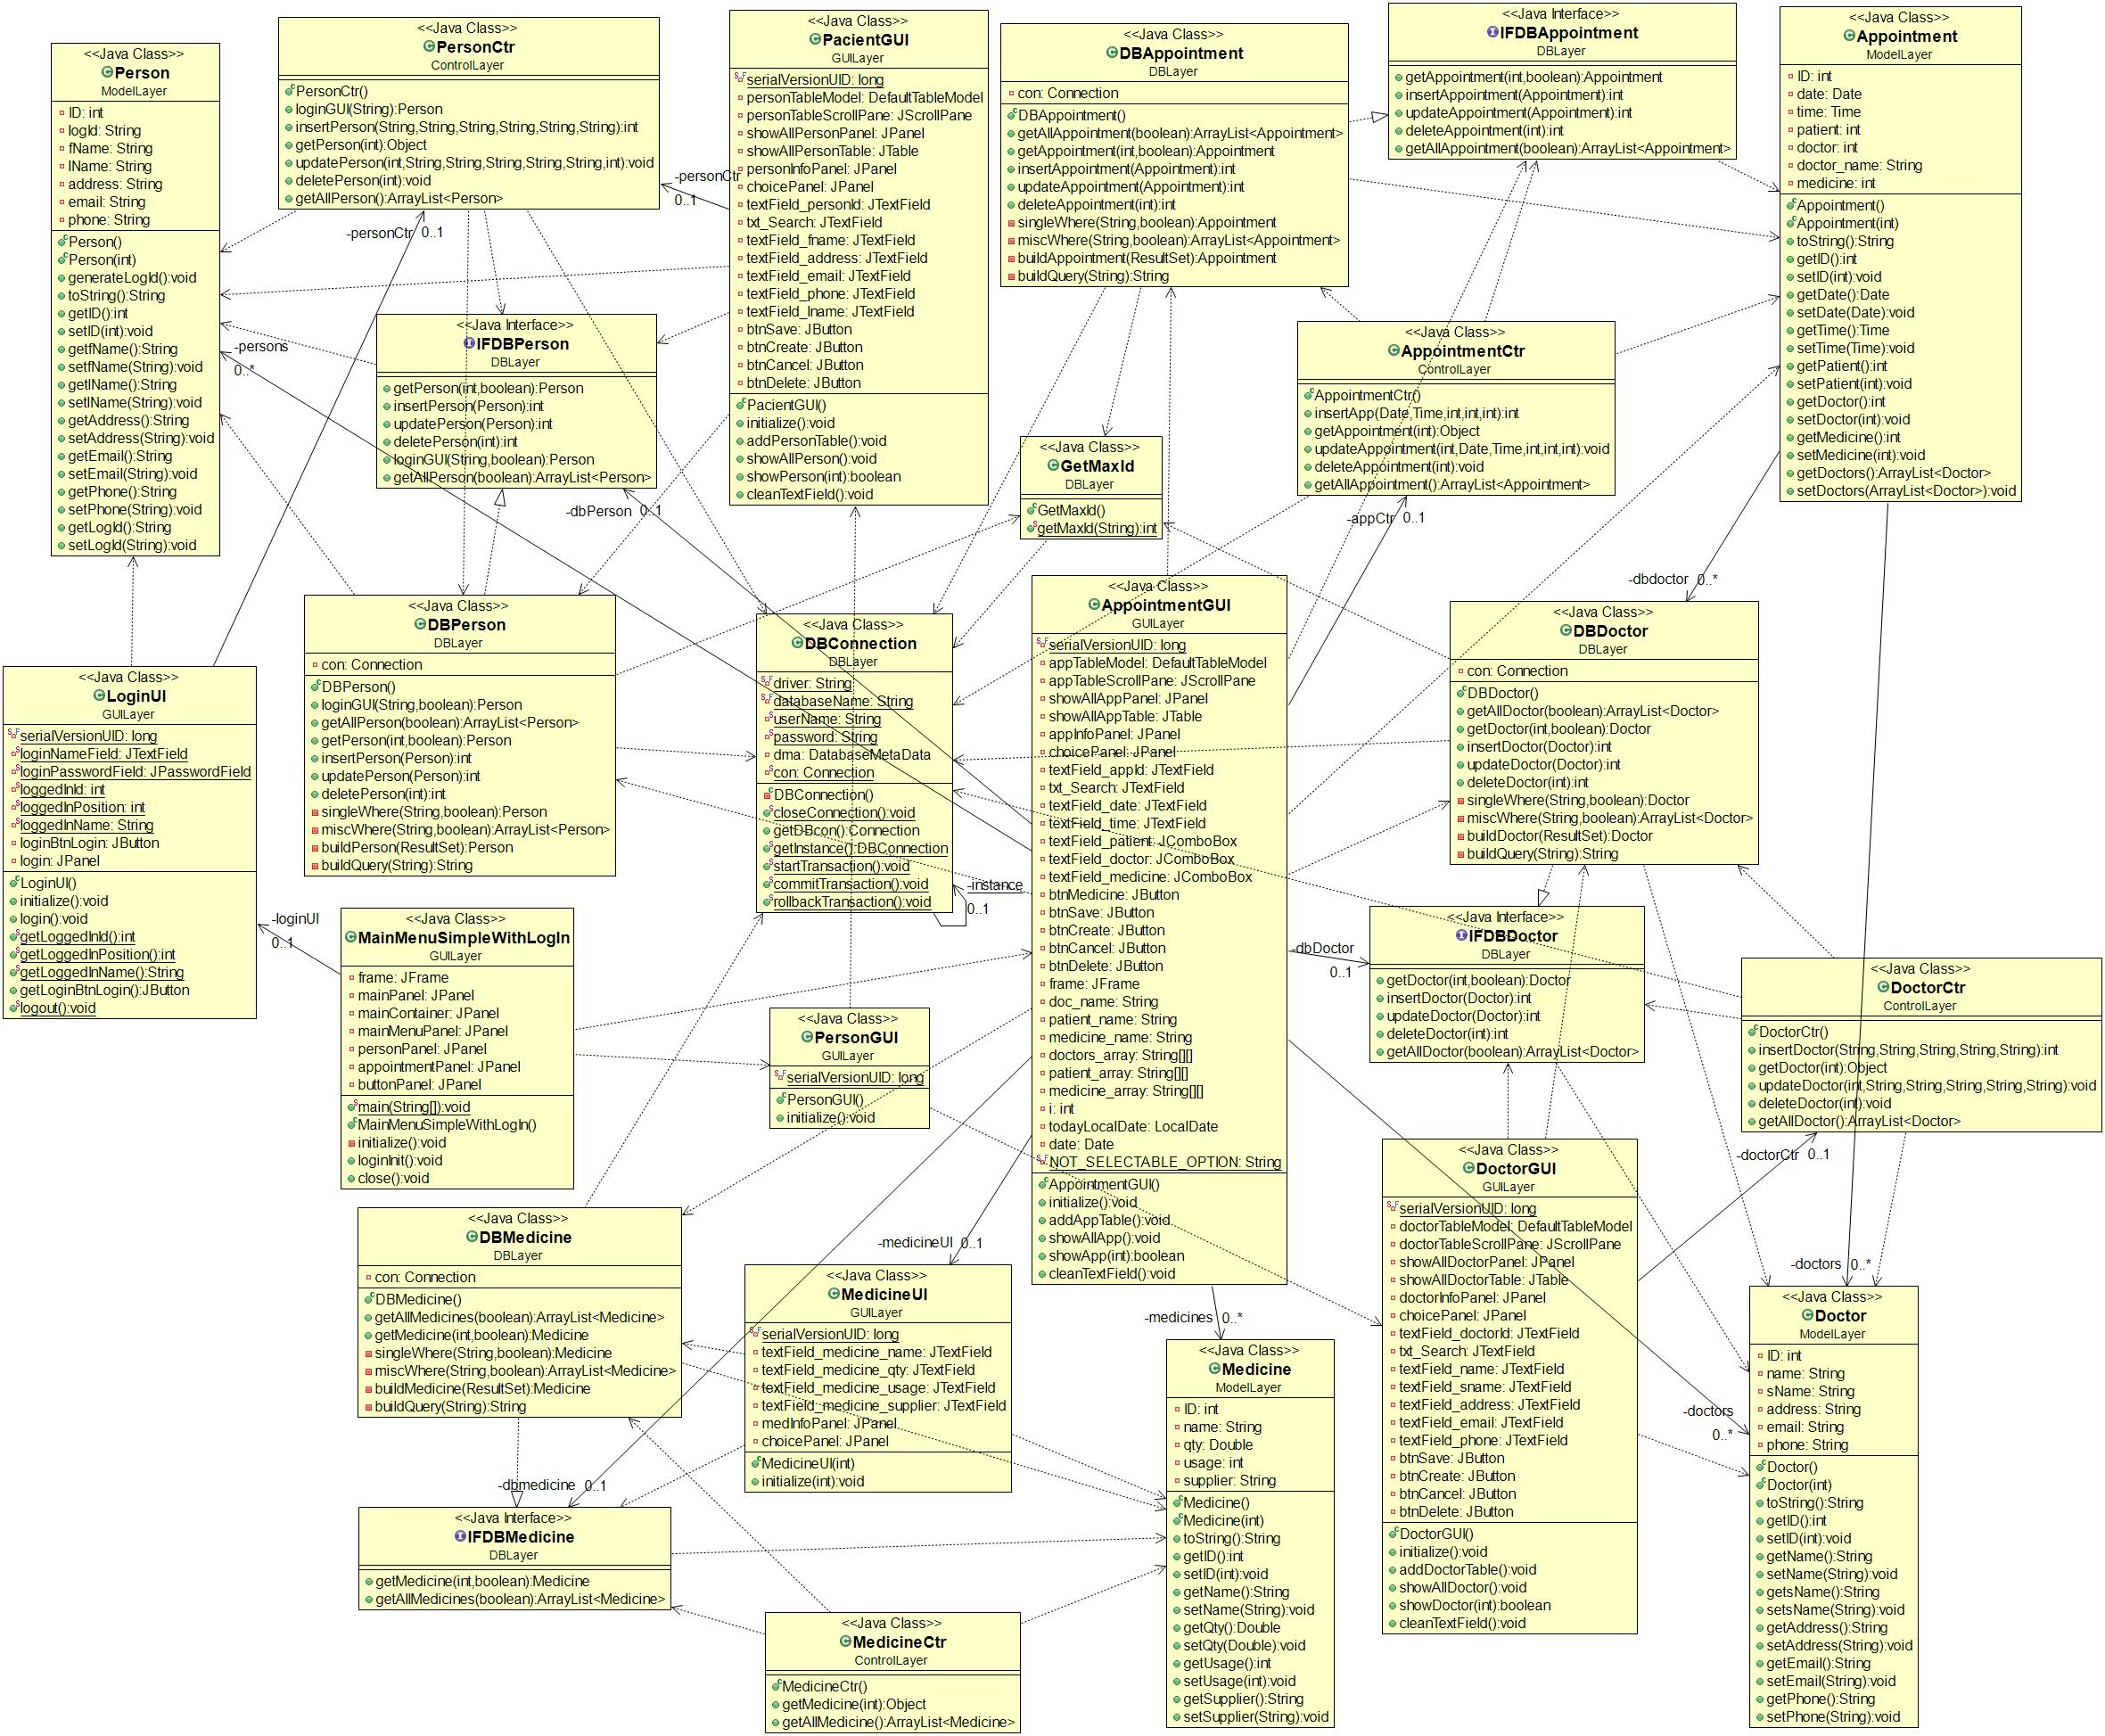 <<Java Class>>
Person
ModelLayer
ID: int
logId: String
fName: String
lName: String
address: String
email: String
phone: String
Person()
Person(int)
generateLogId():void
toString():String
getID():int
setID(int):void
getfName():String
setfName(String):void
getlName():String
setlName(String):void
getAddress():String
setAddress(String):void
getEmail():String
setEmail(String):void
getPhone():String
setPhone(String):void
getLogId():String
setLogId(String):void
<<Java Class>>
PersonCtr
ControlLayer
PersonCtr()
loginGUI(String):Person
insertPerson(String,String,String,String,String,String):int
getPerson(int):Object
updatePerson(int,String,String,String,String,String,int):void
deletePerson(int):void
getAllPerson():ArrayList<Person>
<<Java Class>>
PacientGUI
GUILayer
serialVersionUID: long
personTableModel: DefaultTableModel
personTableScrollPane: JScrollPane
showAllPersonPanel: JPanel
showAllPersonTable: JTable
personInfoPanel: JPanel
choicePanel: JPanel
textField_personId: JTextField
txt_Search: JTextField
textField_fname: JTextField
textField_address: JTextField
textField_email: JTextField
textField_phone: JTextField
textField_lname: JTextField
btnSave: JButton
btnCreate: JButton
btnCancel: JButton
btnDelete: JButton
PacientGUI()
initialize():void
addPersonTable():void
showAllPerson():void
showPerson(int):boolean
cleanTextField():void
<<Java Class>>
DBAppointment
DBLayer
con: Connection
DBAppointment()
getAllAppointment(boolean):ArrayList<Appointment>
getAppointment(int,boolean):Appointment
insertAppointment(Appointment):int
updateAppointment(Appointment):int
deleteAppointment(int):int
singleWhere(String,boolean):Appointment
miscWhere(String,boolean):ArrayList<Appointment>
buildAppointment(ResultSet):Appointment
buildQuery(String):String
<<Java Interface>>
IFDBAppointment
DBLayer
getAppointment(int,boolean):Appointment
insertAppointment(Appointment):int
updateAppointment(Appointment):int
deleteAppointment(int):int
getAllAppointment(boolean):ArrayList<Appointment>
<<Java Class>>
Appointment
ModelLayer
ID: int
date: Date
time: Time
patient: int
doctor: int
doctor_name: String
medicine: int
Appointment()
Appointment(int)
toString():String
getID():int
setID(int):void
getDate():Date
setDate(Date):void
getTime():Time
setTime(Time):void
getPatient():int
setPatient(int):void
getDoctor():int
setDoctor(int):void
getMedicine():int
setMedicine(int):void
getDoctors():ArrayList<Doctor>
setDoctors(ArrayList<Doctor>):void
-personCtr
0..1
-personCtr 0..1
<<Java Interface>>
IFDBPerson
DBLayer
getPerson(int,boolean):Person
insertPerson(Person):int
updatePerson(Person):int
deletePerson(int):int
loginGUI(String,boolean):Person
getAllPerson(boolean):ArrayList<Person>
-persons
0..*
<<Java Class>>
AppointmentCtr
ControlLayer
AppointmentCtr()
insertApp(Date,Time,int,int,int):int
getAppointment(int):Object
updateAppointment(int,Date,Time,int,int,int):void
deleteAppointment(int):void
getAllAppointment():ArrayList<Appointment>
<<Java Class>>
GetMaxId
DBLayer
GetMaxId()
getMaxId(String):int
-dbPerson 0..1
-appCtr 0..1
-dbdoctor 0..*
<<Java Class>>
DBPerson
DBLayer
con: Connection
DBPerson()
loginGUI(String,boolean):Person
getAllPerson(boolean):ArrayList<Person>
getPerson(int,boolean):Person
insertPerson(Person):int
updatePerson(Person):int
deletePerson(int):int
singleWhere(String,boolean):Person
miscWhere(String,boolean):ArrayList<Person>
buildPerson(ResultSet):Person
buildQuery(String):String
<<Java Class>>
DBConnection
DBLayer
driver: String
databaseName: String
userName: String
password: String
dma: DatabaseMetaData
con: Connection
DBConnection()
closeConnection():void
getDBcon():Connection
getInstance():DBConnection
startTransaction():void
commitTransaction():void
rollbackTransaction():void
-instance
0..1
<<Java Class>>
AppointmentGUI
GUILayer
serialVersionUID: long
appTableModel: DefaultTableModel
appTableScrollPane: JScrollPane
showAllAppPanel: JPanel
showAllAppTable: JTable
appInfoPanel: JPanel
choicePanel: JPanel
textField_appId: JTextField
txt_Search: JTextField
textField_date: JTextField
textField_time: JTextField
textField_patient: JComboBox
textField_doctor: JComboBox
textField_medicine: JComboBox
btnMedicine: JButton
btnSave: JButton
btnCreate: JButton
btnCancel: JButton
btnDelete: JButton
frame: JFrame
doc_name: String
patient_name: String
medicine_name: String
doctors_array: String[][]
patient_array: String[][]
medicine_array: String[][]
i: int
todayLocalDate: LocalDate
date: Date
NOT_SELECTABLE_OPTION: String
AppointmentGUI()
initialize():void
addAppTable():void
showAllApp():void
showApp(int):boolean
cleanTextField():void
<<Java Class>>
DBDoctor
DBLayer
con: Connection
DBDoctor()
getAllDoctor(boolean):ArrayList<Doctor>
getDoctor(int,boolean):Doctor
insertDoctor(Doctor):int
updateDoctor(Doctor):int
deleteDoctor(int):int
singleWhere(String,boolean):Doctor
miscWhere(String,boolean):ArrayList<Doctor>
buildDoctor(ResultSet):Doctor
buildQuery(String):String
<<Java Class>>
LoginUI
GUILayer
serialVersionUID: long
loginNameField: JTextField
loginPasswordField: JPasswordField
loggedInId: int
loggedInPosition: int
loggedInName: String
loginBtnLogin: JButton
login: JPanel
LoginUI()
initialize():void
login():void
getLoggedInId():int
getLoggedInPosition():int
getLoggedInName():String
getLoginBtnLogin():JButton
logout():void
-loginUI
0..1
<<Java Class>>
MainMenuSimpleWithLogIn
GUILayer
frame: JFrame
mainPanel: JPanel
mainContainer: JPanel
mainMenuPanel: JPanel
personPanel: JPanel
appointmentPanel: JPanel
buttonPanel: JPanel
main(String[]):void
MainMenuSimpleWithLogIn()
initialize():void
loginInit():void
close():void
-dbDoctor
0..1
<<Java Interface>>
IFDBDoctor
DBLayer
getDoctor(int,boolean):Doctor
insertDoctor(Doctor):int
updateDoctor(Doctor):int
deleteDoctor(int):int
getAllDoctor(boolean):ArrayList<Doctor>
<<Java Class>>
DoctorCtr
ControlLayer
DoctorCtr()
insertDoctor(String,String,String,String,String):int
getDoctor(int):Object
updateDoctor(int,String,String,String,String,String):void
deleteDoctor(int):void
getAllDoctor():ArrayList<Doctor>
<<Java Class>>
PersonGUI
GUILayer
serialVersionUID: long
PersonGUI()
initialize():void
-doctorCtr 0..1
<<Java Class>>
DoctorGUI
GUILayer
serialVersionUID: long
doctorTableModel: DefaultTableModel
doctorTableScrollPane: JScrollPane
showAllDoctorPanel: JPanel
showAllDoctorTable: JTable
doctorInfoPanel: JPanel
choicePanel: JPanel
textField_doctorId: JTextField
txt_Search: JTextField
textField_name: JTextField
textField_sname: JTextField
textField_address: JTextField
textField_email: JTextField
textField_phone: JTextField
btnSave: JButton
btnCreate: JButton
btnCancel: JButton
btnDelete: JButton
DoctorGUI()
initialize():void
addDoctorTable():void
showAllDoctor():void
showDoctor(int):boolean
cleanTextField():void
<<Java Class>>
DBMedicine
DBLayer
con: Connection
DBMedicine()
getAllMedicines(boolean):ArrayList<Medicine>
getMedicine(int,boolean):Medicine
singleWhere(String,boolean):Medicine
miscWhere(String,boolean):ArrayList<Medicine>
buildMedicine(ResultSet):Medicine
buildQuery(String):String
-medicineUI 0..1
<<Java Class>>
MedicineUI
GUILayer
serialVersionUID: long
textField_medicine_name: JTextField
textField_medicine_qty: JTextField
textField_medicine_usage: JTextField
textField_medicine_supplier: JTextField
medInfoPanel: JPanel
choicePanel: JPanel
MedicineUI(int)
initialize(int):void
-medicines 0..*
<<Java Class>>
Medicine
ModelLayer
ID: int
name: String
qty: Double
usage: int
supplier: String
Medicine()
Medicine(int)
toString():String
getID():int
setID(int):void
getName():String
setName(String):void
getQty():Double
setQty(Double):void
getUsage():int
setUsage(int):void
getSupplier():String
setSupplier(String):void
-doctors 0..*
-doctors
0..*
<<Java Class>>
Doctor
ModelLayer
ID: int
name: String
sName: String
address: String
email: String
phone: String
Doctor()
Doctor(int)
toString():String
getID():int
setID(int):void
getName():String
setName(String):void
getsName():String
setsName(String):void
getAddress():String
setAddress(String):void
getEmail():String
setEmail(String):void
getPhone():String
setPhone(String):void
-dbmedicine 0..1
<<Java Interface>>
IFDBMedicine
DBLayer
getMedicine(int,boolean):Medicine
getAllMedicines(boolean):ArrayList<Medicine>
<<Java Class>>
MedicineCtr
ControlLayer
MedicineCtr()
getMedicine(int):Object
getAllMedicine():ArrayList<Medicine>